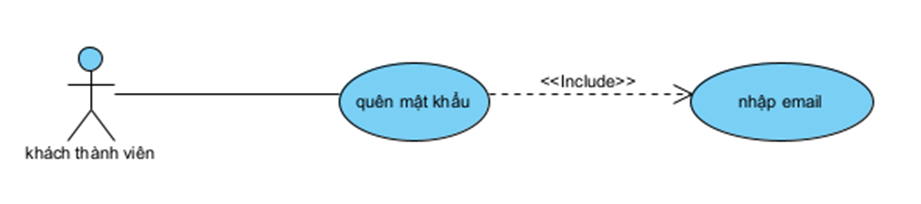 <<Include>>
quên mật khẩu
nhập email
khách thành viên